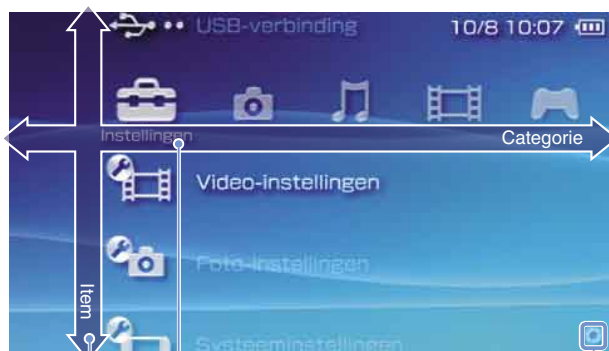 USB-verbinding
10/8 10:07
Instellingen
Categorie
Video-instellingen
Foto-instellingen
Item
Systeeminstellingen